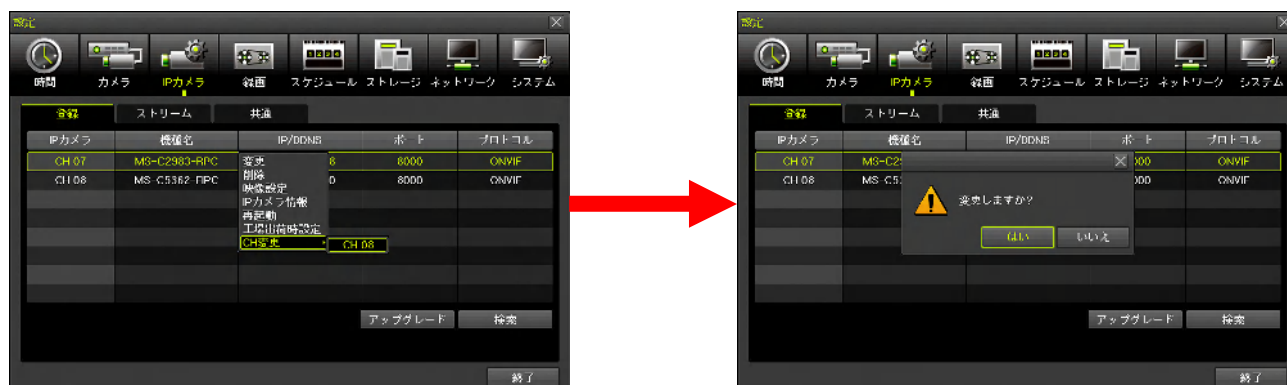 設定
時間 カメラ IPカメラ 録画 スケジュール ストレージ ネットワーク システム
登録 ストリーム 共通
IPカメラ 機種名 IP/DDNS ポート プロトコル
CH 07 MS-C2983-RPC 8 8000 ONVIF
CH 08 MS-C5362-FIPC 0 8000 ONVIF
変更
削除
映像設定
IPカメラ情報
再起動
工場出荷時設定
CH変更 CH 08
アップグレード 検索
終了
設定
時間 カメラ IPカメラ 録画 スケジュール ストレージ ネットワーク システム
登録 ストリーム 共通
IPカメラ 機種名 IP/DDNS ポート プロトコル
CH 07 MS-C2 000 ONVIF
CH 08 MS-C5 000 ONVIF
変更しますか?
はい いいえ
アップグレード 検索
終了